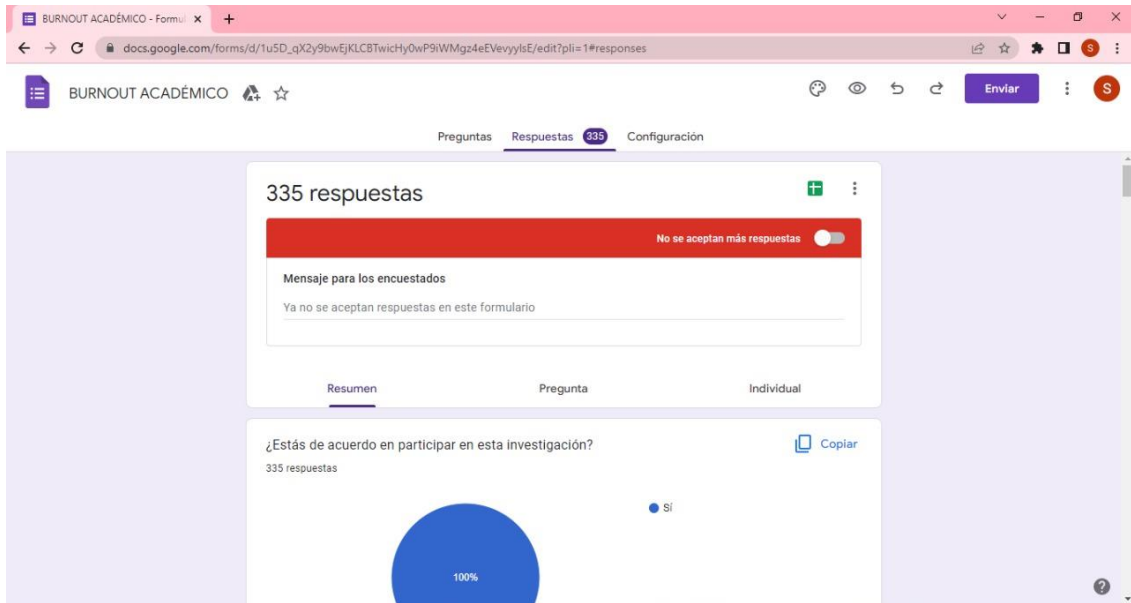 BURNOUT ACADÉMICO - Formul
docs.google.com/forms/d/1u5D_qX2y9bwEjKLCBTwicHy0wP9iWMgz4eEVevyylsE/edit?pli=1#responses
S
BURNOUT ACADÉMICO
Enviar
S
Preguntas Respuestas 335 Configuración
335 respuestas
No se aceptan más respuestas
Mensaje para los encuestados
Ya no se aceptan respuestas en este formulario
Resumen Pregunta Individual
¿Estás de acuerdo en participar en esta investigación?
Copiar
335 respuestas
Sí
100%